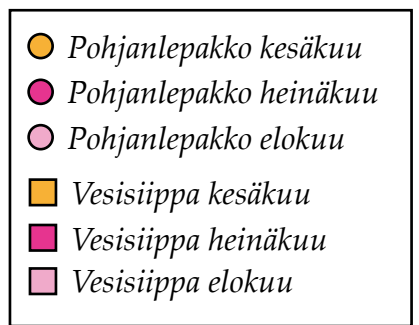 Pohjanlepakko kesäkuu
Pohjanlepakko heinäkuu
Pohjanlepakko elokuu
Vesisiippa kesäkuu
Vesisiippa heinäkuu
Vesisiippa elokuu